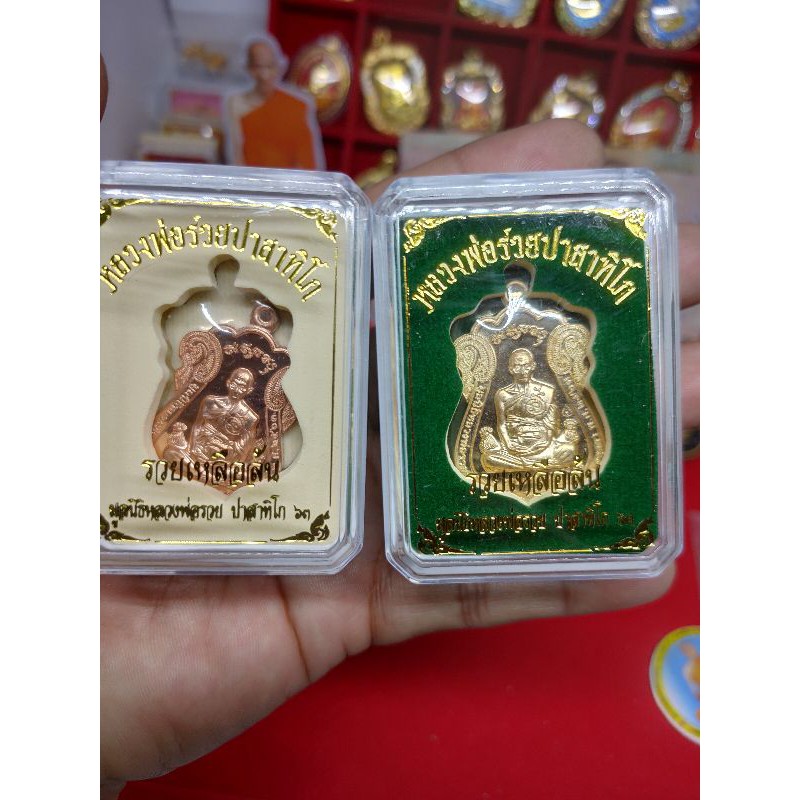 หลวงพ่อรวยปาสาทิโก
รวยเหลือล้น
มูลนิธิหลวงพ่อรวย ปาสาทิโก ๖๓
หลวงพ่อรวยปาสาทิโก
รวยเหลือล้น
มูลนิธิหลวงพ่อรวย ปาสาทิโก ๖๓